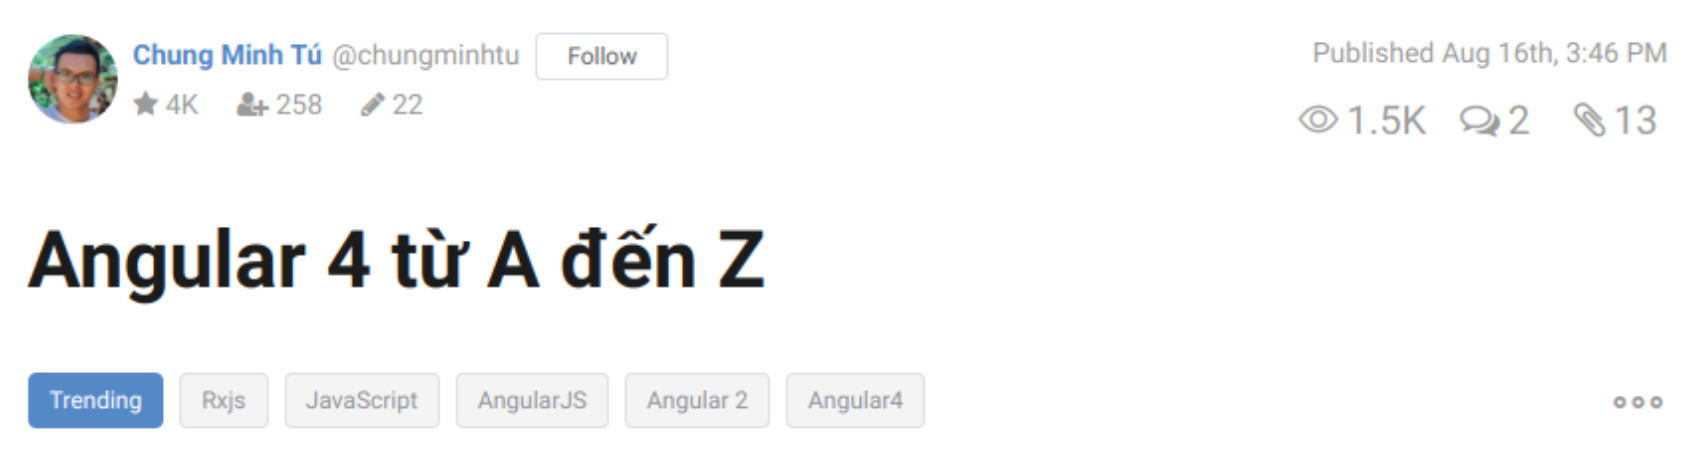 Chung Minh Tú @chungminhtu Follow
4K 258 22
Published Aug 16th, 3:46 PM
1.5K 2 13
Angular 4 từ A đến Z
Trending Rxjs JavaScript AngularJS Angular 2 Angular4